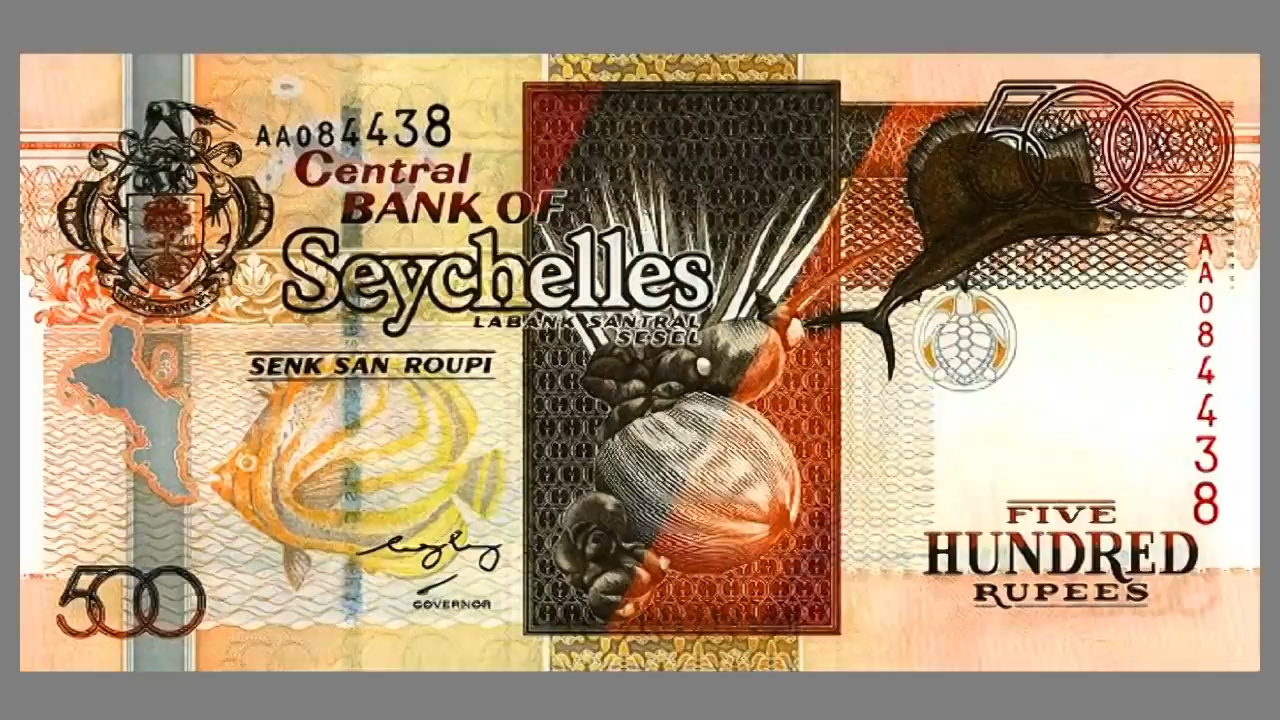 AA084438
Central
BANK OF
Seychelles
LABANK SANTRAL
SESEL
SENK SAN ROUPI
GOVERNOR
500
500
AA084438
FIVE
HUNDRED
RUPEES